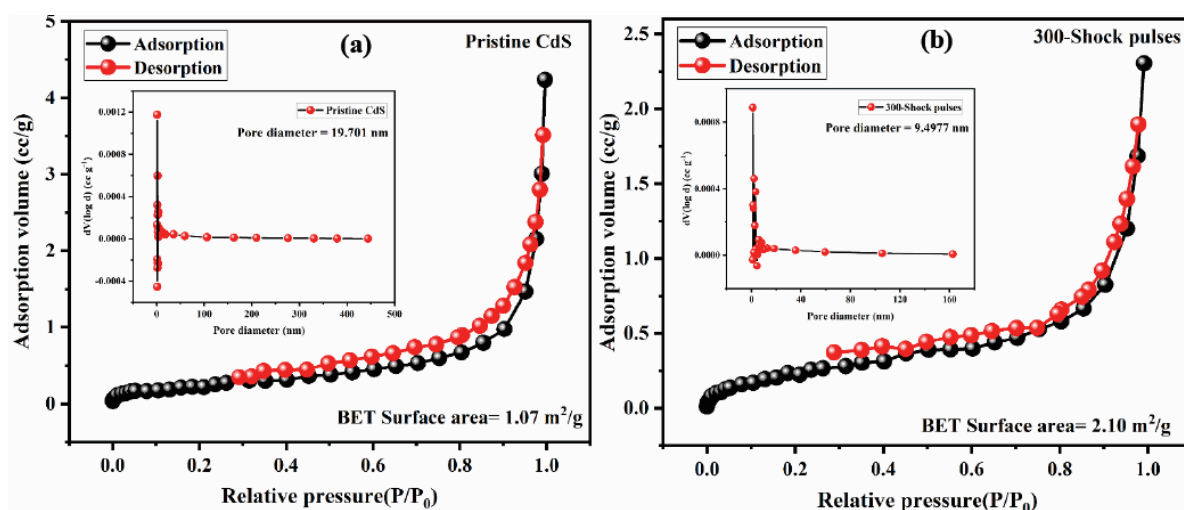 (a)
Pristine CdS
Adsorption
Desorption
Pristine CdS
Pore diameter = 19.701 nm
dV(log d) (cc g⁻¹)
0.0012
0.0008
0.0004
0.0000
-0.0004
0 100 200 300 400 500
Pore diameter (nm)
BET Surface area= 1.07 m²/g
Adsorption volume (cc/g)
5
4
3
2
1
0
0.0 0.2 0.4 0.6 0.8 1.0
Relative pressure(P/P₀)
(b)
300-Shock pulses
Adsorption
Desorption
300-Shock pulses
Pore diameter = 9.4977 nm
dV(log d) (cc g⁻¹)
0.0008
0.0004
0.0000
0 40 80 120 160
Pore diameter (nm)
BET Surface area= 2.10 m²/g
Adsorption volume (cc/g)
2.5
2.0
1.5
1.0
0.5
0.0
0.0 0.2 0.4 0.6 0.8 1.0
Relative pressure(P/P₀)